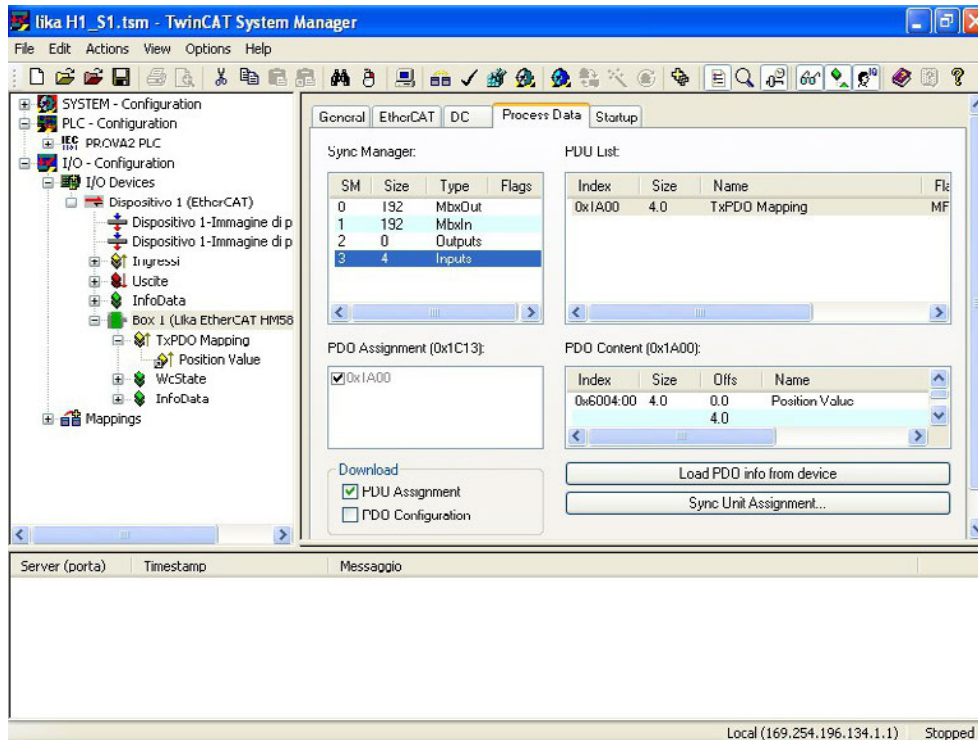 lika H1_S1.tsm - TwinCAT System Manager
File Edit Actions View Options Help
SYSTEM - Configuration
PLC - Configuration
IEC PROVA2 PLC
I/O - Configuration
I/O Devices
Dispositivo 1 (EtherCAT)
Dispositivo 1-Immagine di p
Dispositivo 1-Immagine di p
Ingressi
Uscite
InfoData
Box 1 (Lika EtherCAT HM58
TxPDO Mapping
Position Value
WcState
InfoData
Mappings
General EtherCAT DC Process Data Startup
Sync Manager:
SM Size Type Flags
0 192 MbxOut
1 192 MbxIn
2 0 Outputs
3 4 Inputs
PDO List:
Index Size Name Fla
0x1A00 4.0 TxPDO Mapping MF
PDO Assignment (0x1C13):
0x1A00
PDO Content (0x1A00):
Index Size Offs Name
0x6004:00 4.0 0.0 Position Value
4.0
Download
PDO Assignment
PDO Configuration
Load PDO info from device
Sync Unit Assignment...
Server (porta) Timestamp Messaggio
Local (169.254.196.134.1.1) Stopped